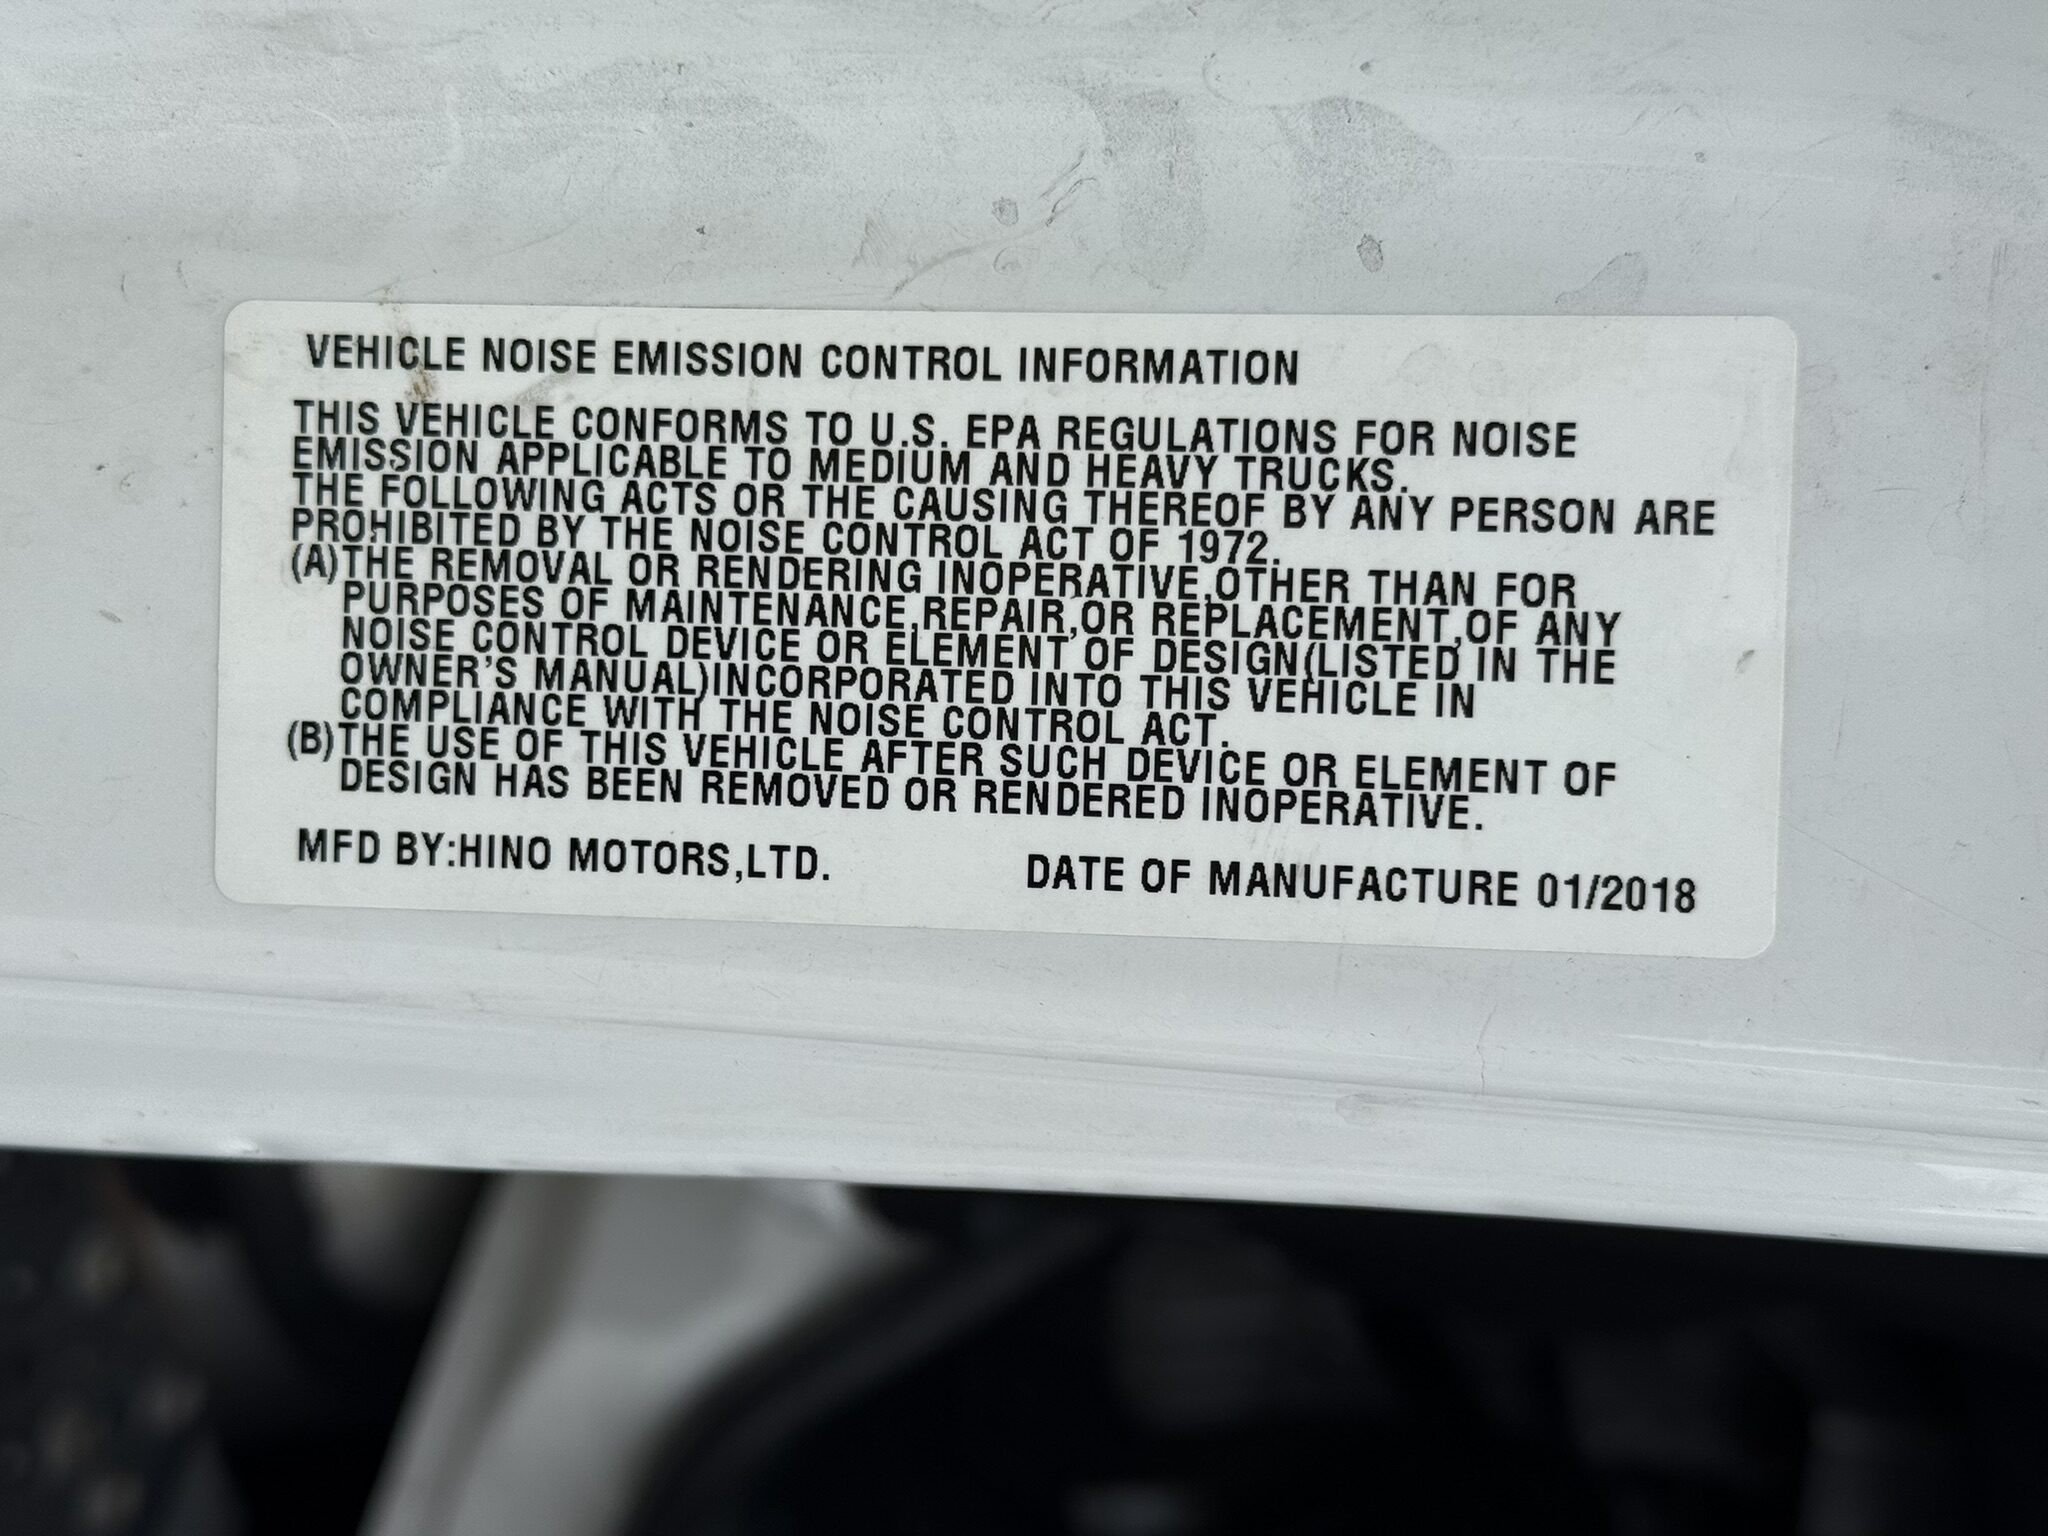 VEHICLE NOISE EMISSION CONTROL INFORMATION
THIS VEHICLE CONFORMS TO U.S. EPA REGULATIONS FOR NOISE
EMISSION APPLICABLE TO MEDIUM AND HEAVY TRUCKS.
THE FOLLOWING ACTS OR THE CAUSING THEREOF BY ANY PERSON ARE
PROHIBITED BY THE NOISE CONTROL ACT OF 1972.
(A)THE REMOVAL OR RENDERING INOPERATIVE,OTHER THAN FOR
PURPOSES OF MAINTENANCE,REPAIR,OR REPLACEMENT,OF ANY
NOISE CONTROL DEVICE OR ELEMENT OF DESIGN(LISTED IN THE
OWNER'S MANUAL)INCORPORATED INTO THIS VEHICLE IN
COMPLIANCE WITH THE NOISE CONTROL ACT.
(B)THE USE OF THIS VEHICLE AFTER SUCH DEVICE OR ELEMENT OF
DESIGN HAS BEEN REMOVED OR RENDERED INOPERATIVE.
MFD BY:HINO MOTORS,LTD. DATE OF MANUFACTURE 01/2018